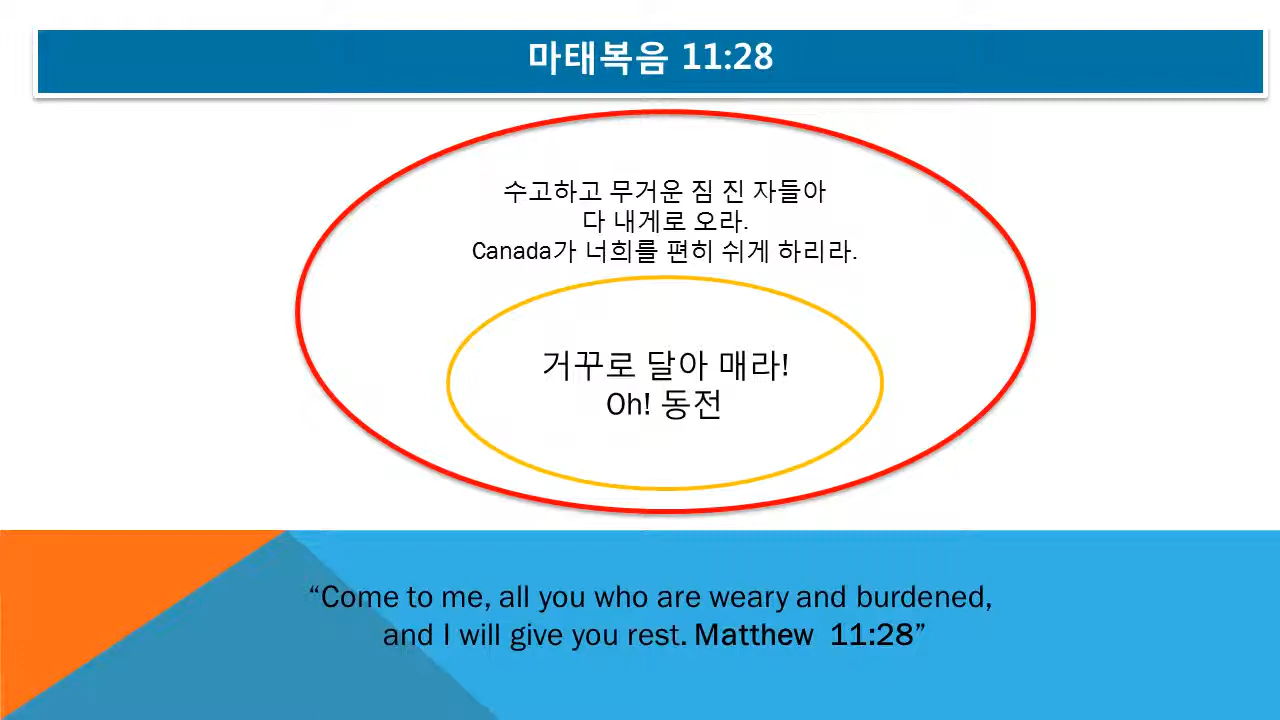 마태복음 11:28
수고하고 무거운 짐 진 자들아
다 내게로 오라.
Canada가 너희를 편히 쉬게 하리라.
거꾸로 달아 매라!
Oh! 동전
“Come to me, all you who are weary and burdened,
and I will give you rest. Matthew 11:28”